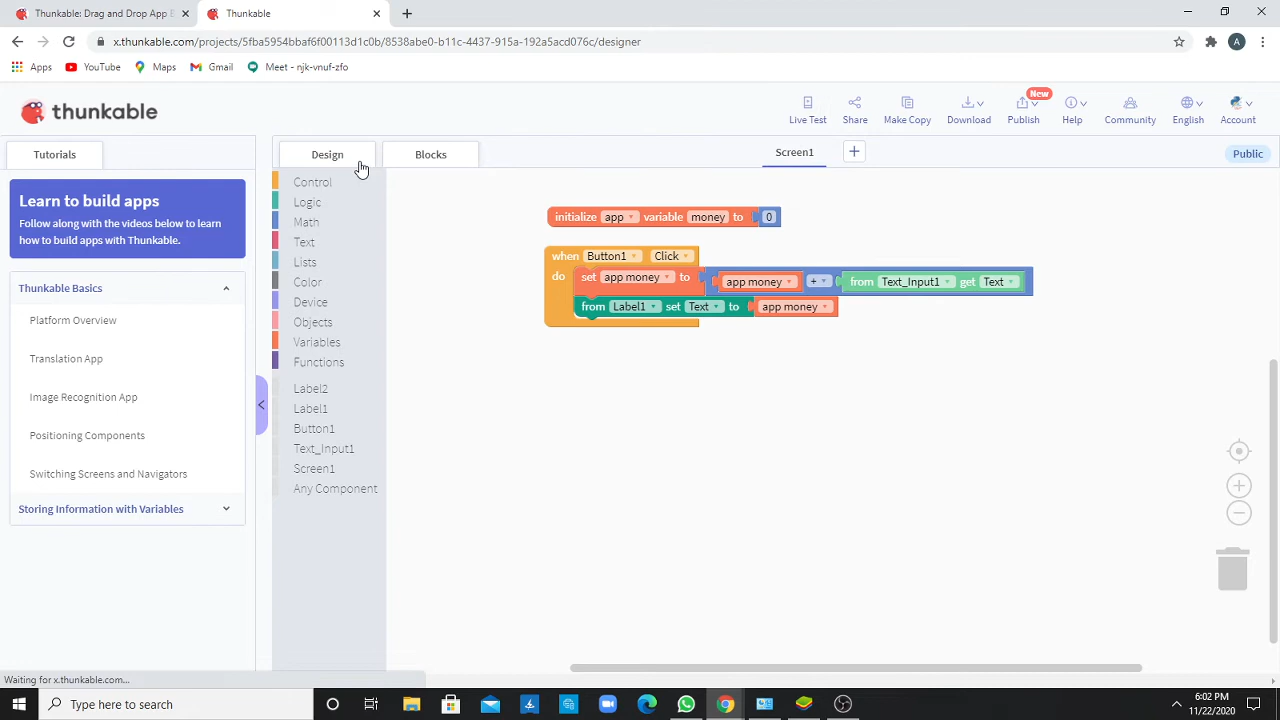 Thunkable: Drag and Drop App B
Thunkable
x.thunkable.com/projects/5fba5954bbaf6f00113d1c0b/8538abe0-b11c-4437-915a-192a5acd076c/designer
A
Apps YouTube Maps Gmail Meet - njk-vnuf-zfo
thunkable
New
Live Test Share Make Copy Download Publish Help Community English Account
Tutorials
Design
Blocks
Screen1
+
Public
Learn to build apps
Follow along with the videos below to learn
how to build apps with Thunkable.
Thunkable Basics
Platform Overview
Translation App
Image Recognition App
Positioning Components
Switching Screens and Navigators
Storing Information with Variables
Control
Logic
Math
Text
Lists
Color
Device
Objects
Variables
Functions
Label2
Label1
Button1
Text_Input1
Screen1
Any Component
initialize app variable money to 0
when Button1 Click
do set app money to app money + from Text_Input1 get Text
from Label1 set Text to app money
Waiting for x.thunkable.com...
Type here to search
6:02 PM
11/22/2020